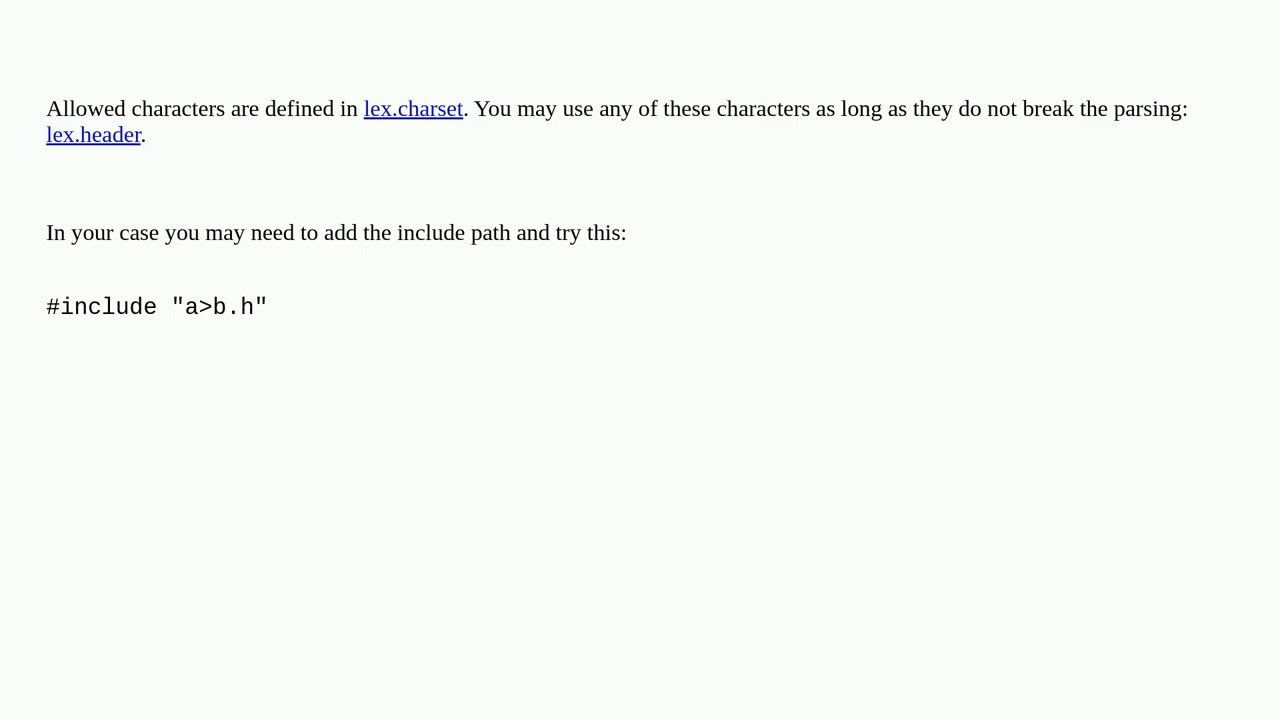 Allowed characters are defined in lex.charset. You may use any of these characters as long as they do not break the parsing:
lex.header.
In your case you may need to add the include path and try this:
#include "a>b.h"